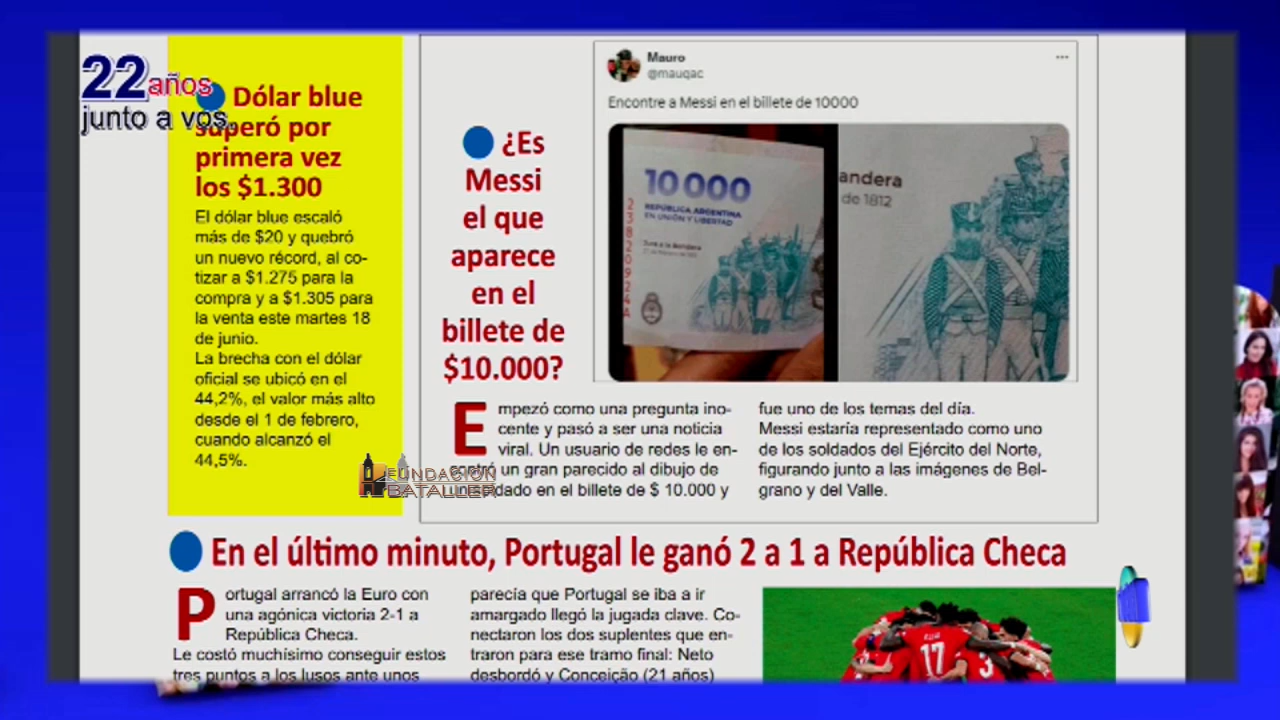 22 años
junto a vos.
Dólar blue
superó por
primera vez
los $1.300
El dólar blue escaló
más de $20 y quebró
un nuevo récord, al co-
tizar a $1.275 para la
compra y a $1.305 para
la venta este martes 18
de junio.
La brecha con el dólar
oficial se ubicó en el
44,2%, el valor más alto
desde el 1 de febrero,
cuando alcanzó el
44,5%.
¿Es
Messi
el que
aparece
en el
billete de
$10.000?
Mauro
@mauqac
Encontre a Messi en el billete de 10000
10000
REPÚBLICA ARGENTINA
EN UNIÓN Y LIBERTAD
andera
de 1812
Empezó como una pregunta ino-
cente y pasó a ser una noticia
viral. Un usuario de redes le en-
contró un gran parecido al dibujo de
dado en el billete de $ 10.000 y
fue uno de los temas del día.
Messi estaría representado como uno
de los soldados del Ejército del Norte,
figurando junto a las imágenes de Bel-
grano y del Valle.
FUNDACIÓN
BATALLER
En el último minuto, Portugal le ganó 2 a 1 a República Checa
Portugal arrancó la Euro con
una agónica victoria 2-1 a
República Checa.
Le costó muchísimo conseguir estos
tres puntos a los lusos ante unos
parecía que Portugal se iba a ir
amargado llegó la jugada clave. Co-
nectaron los dos suplentes que en-
traron para ese tramo final: Neto
desbordó y Conceição (21 años)
17
3